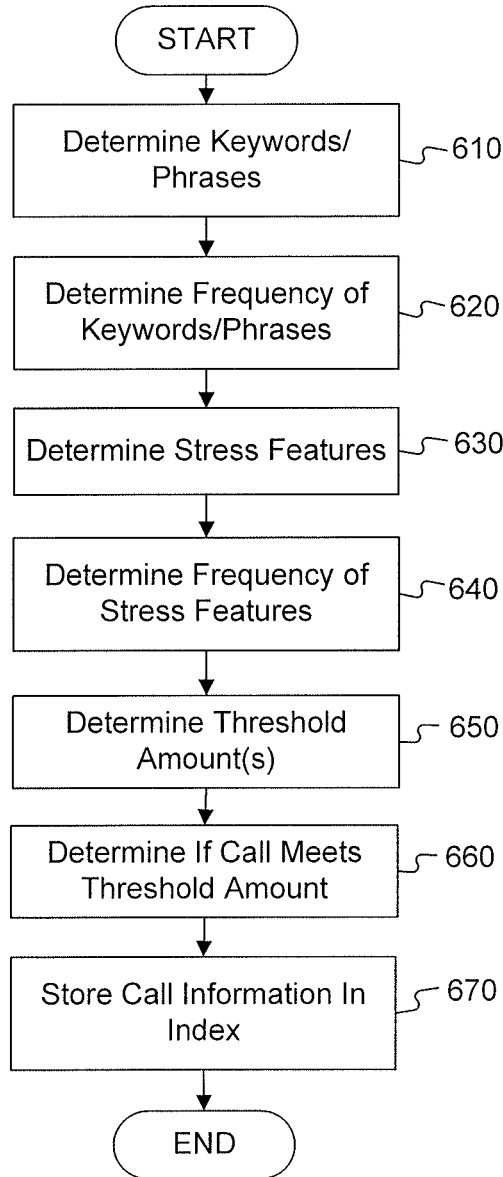 START
Determine Keywords/
Phrases
610
Determine Frequency of
Keywords/Phrases
620
Determine Stress Features
630
Determine Frequency of
Stress Features
640
Determine Threshold
Amount(s)
650
Determine If Call Meets
Threshold Amount
660
Store Call Information In
Index
670
END